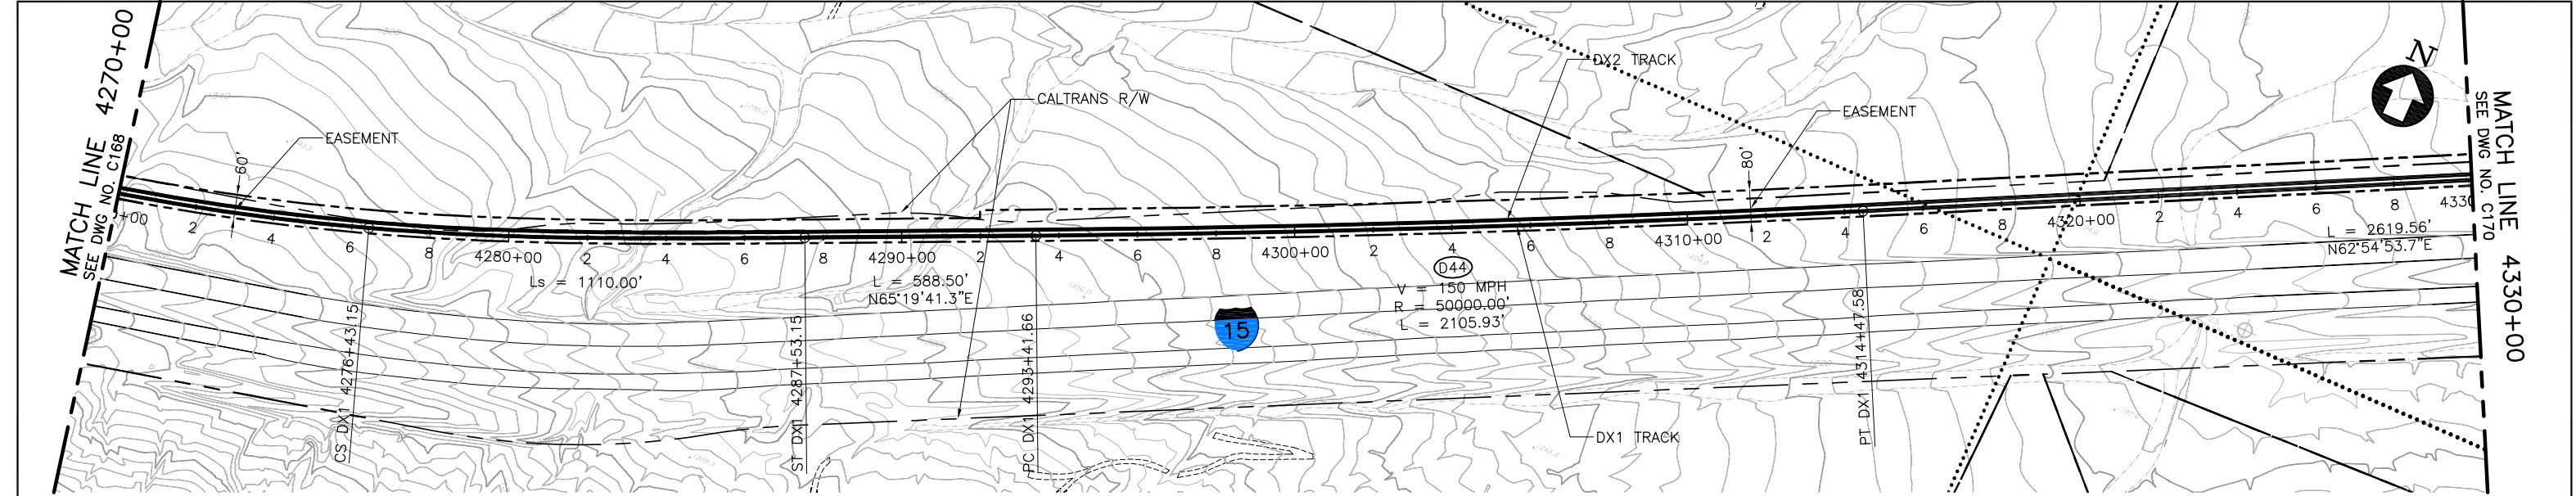 MATCH LINE 4270+00
SEE DWG NO. C168
EASEMENT
60'
CALTRANS R/W
DX2 TRACK
EASEMENT
80'
N
MATCH LINE 4330+00
SEE DWG NO. C170
+00 2 4 6 8 4280+00 2 4 6 8 4290+00 2 4 6 8 4300+00 2 4 6 8 4310+00 2 4 6 8 4320+00 2 4 6 8 4330
Ls = 1110.00'
L = 588.50'
N65°19'41.3"E
D44
V = 150 MPH
R = 50000.00'
L = 2105.93'
L = 2619.56'
N62°54'53.7"E
15
CS DX1 4276+43.15
ST DX1 4287+53.15
PC DX1 4293+41.66
PT DX1 4314+47.58
DX1 TRACK